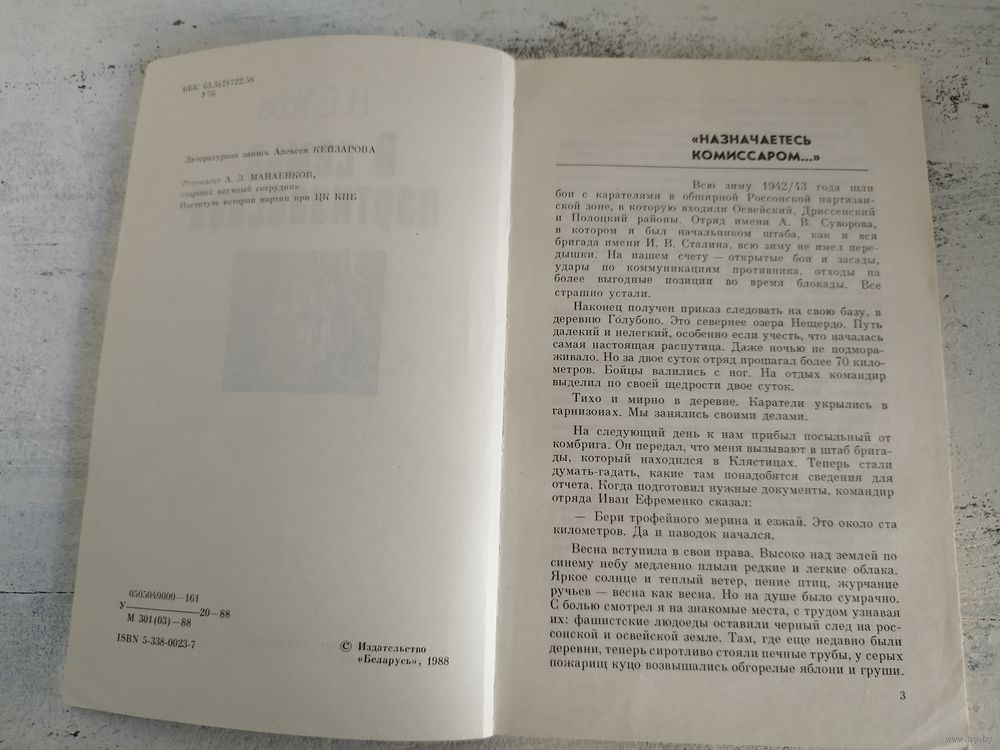 ББК 63.3(2)722.58
У76
Литературная запись Алексея КЕЙЗАРОВА
Рецензент А. Л. МАНАЕНКОВ,
старший научный сотрудник
Института истории партии при ЦК КПБ
0505040000—161
У 20—88
М 301(03)—88
ISBN 5-338-0023-7
© Издательство
«Беларусь», 1988
«НАЗНАЧАЕТЕСЬ
КОМИССАРОМ...»
Всю зиму 1942/43 года шли
бои с карателями в обширной Россонской партизан-
ской зоне, в которую входили Освейский, Дриссенский
и Полоцкий районы. Отряд имени А. В. Суворова,
в котором я был начальником штаба, как и вся
бригада имени И. В. Сталина, всю зиму не имел пере-
дышки. На нашем счету — открытые бои и засады,
удары по коммуникациям противника, отходы на
более выгодные позиции во время блокады. Все
страшно устали.
Наконец получен приказ следовать на свою базу, в
деревню Го́лубово. Это севернее озера Нещердо. Путь
далекий и нелегкий, особенно если учесть, что началась
самая настоящая распутица. Даже ночью не подмора-
живало. Но за двое суток отряд прошагал более 70 кило-
метров. Бойцы валились с ног. На отдых командир
выделил по своей щедрости двое суток.
Тихо и мирно в деревне. Каратели укрылись в
гарнизонах. Мы занялись своими делами.
На следующий день к нам прибыл посыльный от
комбрига. Он передал, что меня вызывают в штаб брига-
ды, который находился в Клястицах. Теперь стали
думать-гадать, какие там понадобятся сведения для
отчета. Когда подготовил нужные документы, командир
отряда Иван Ефременко сказал:
— Бери трофейного мерина и езжай. Это около ста
километров. Да и паводок начался.
Весна вступила в свои права. Высоко над землей по
синему небу медленно плыли редкие и легкие облака.
Яркое солнце и теплый ветер, пение птиц, журчание
ручьев — весна как весна. Но на душе было сумрачно.
С болью смотрел я на знакомые места, с трудом узнавая
их: фашистские людоеды оставили черный след на рос-
сонской и освейской земле. Там, где еще недавно были
деревни, теперь сиротливо стояли печные трубы, у серых
пожарищ куцо возвышались обгорелые яблони и груши.
3
www.ay.by